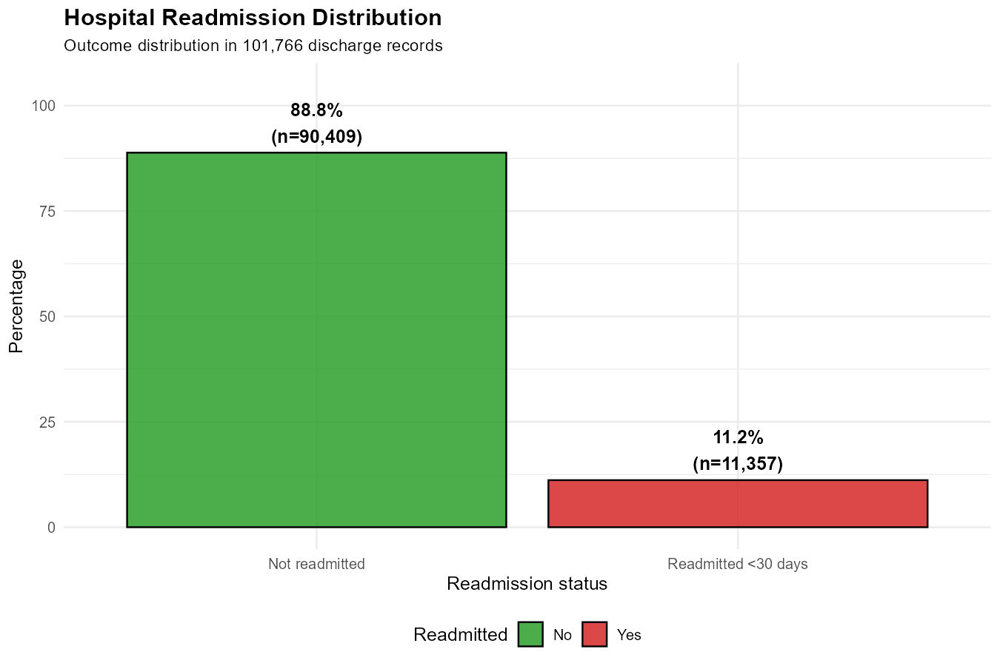 Hospital Readmission Distribution
Outcome distribution in 101,766 discharge records
Percentage
100
75
50
25
0
88.8%
(n=90,409)
11.2%
(n=11,357)
Not readmitted
Readmitted <30 days
Readmission status
Readmitted
No
Yes